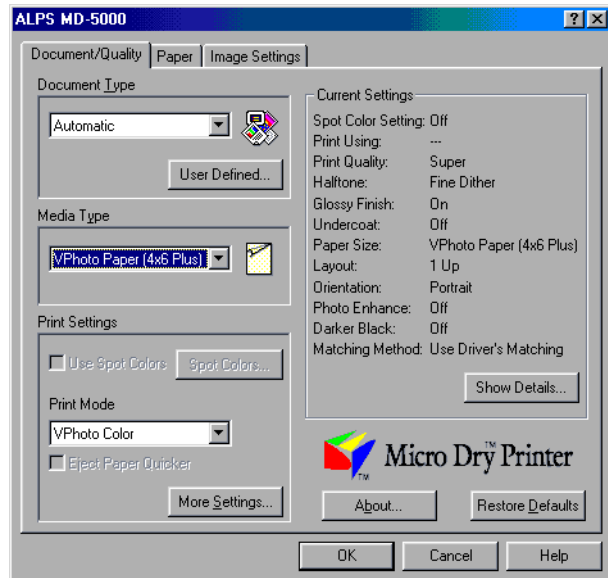 ALPS MD-5000
Document/Quality
Paper
Image Settings
Document Type
Automatic
User Defined...
Media Type
VPhoto Paper (4x6 Plus)
Print Settings
Use Spot Colors
Spot Colors...
Print Mode
VPhoto Color
Eject Paper Quicker
More Settings...
Current Settings
Spot Color Setting: Off
Print Using: ---
Print Quality: Super
Halftone: Fine Dither
Glossy Finish: On
Undercoat: Off
Paper Size: VPhoto Paper (4x6 Plus)
Layout: 1 Up
Orientation: Portrait
Photo Enhance: Off
Darker Black: Off
Matching Method: Use Driver's Matching
Show Details...
Micro Dry™ Printer
TM
About...
Restore Defaults
OK
Cancel
Help